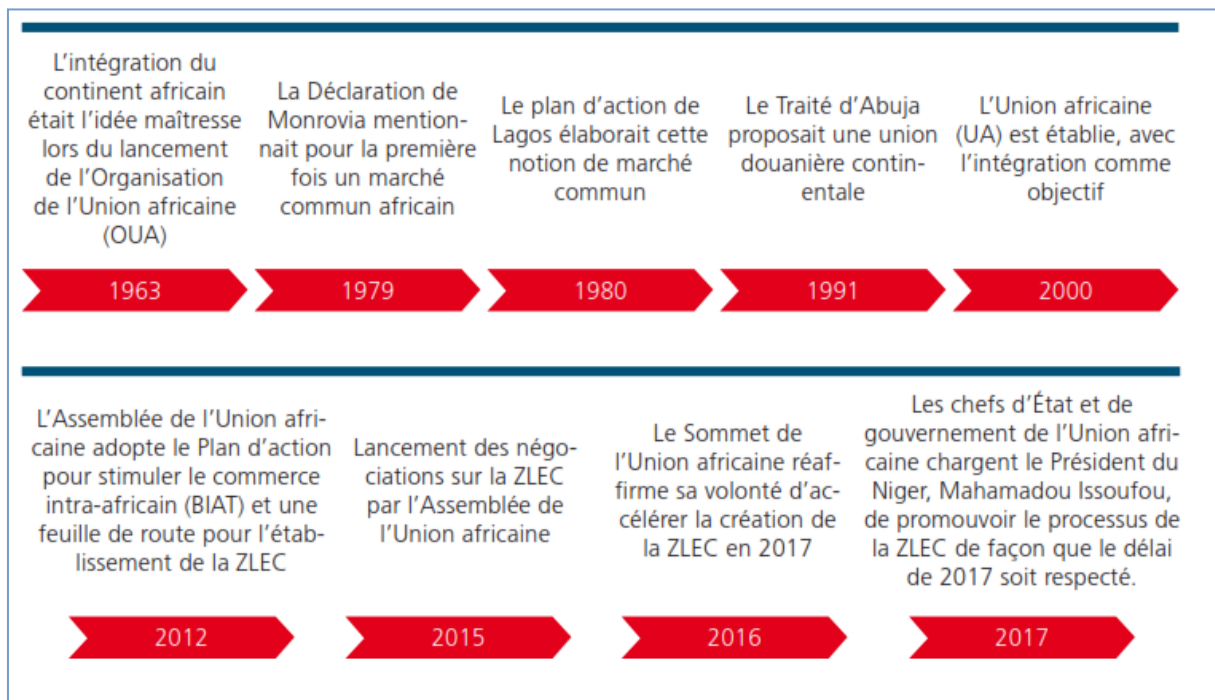 L'intégration du
continent africain
était l'idée maîtresse
lors du lancement
de l'Organisation
de l'Union africaine
(OUA)
1963
La Déclaration de
Monrovia mention-
nait pour la première
fois un marché
commun africain
1979
Le plan d'action de
Lagos élaborait cette
notion de marché
commun
1980
Le Traité d'Abuja
proposait une union
douanière contin-
entale
1991
L'Union africaine
(UA) est établie, avec
l'intégration comme
objectif
2000
L'Assemblée de l'Union afri-
caine adopte le Plan d'action
pour stimuler le commerce
intra-africain (BIAT) et une
feuille de route pour l'étab-
lissement de la ZLEC
2012
Lancement des négo-
ciations sur la ZLEC
par l'Assemblée de
l'Union africaine
2015
Le Sommet de
l'Union africaine réaf-
firme sa volonté d'ac-
célérer la création de
la ZLEC en 2017
2016
Les chefs d'État et de
gouvernement de l'Union afri-
caine chargent le Président du
Niger, Mahamadou Issoufou,
de promouvoir le processus de
la ZLEC de façon que le délai
de 2017 soit respecté.
2017